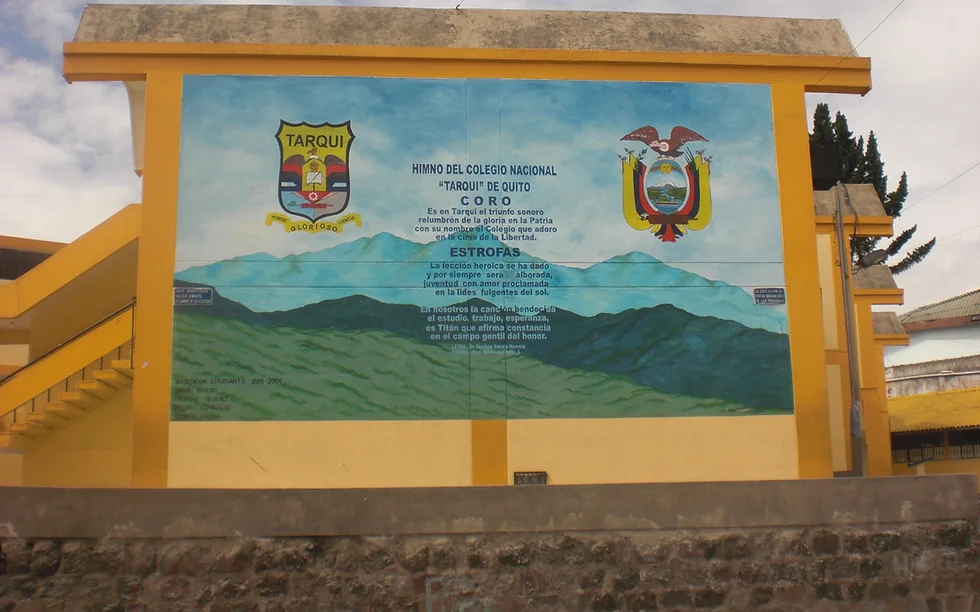 TARQUI
GLORIOSO
HIMNO DEL COLEGIO NACIONAL
"TARQUI" DE QUITO
CORO
Es en Tarqui el triunfo sonoro
relumbrón de la gloria en la Patria
con su nombre el Colegio que adoro
en la cima de la Libertad.
ESTROFAS
La lección heroica se ha dado
y por siempre será alborada,
juventud con amor proclamada
en la lides fulgentes del sol.
En nosotros la canción bendecida
el estudio, trabajo, esperanza,
es Titán que afirma constancia
en el campo gentil del honor.
ASOCIACION ESTUDIANTIL